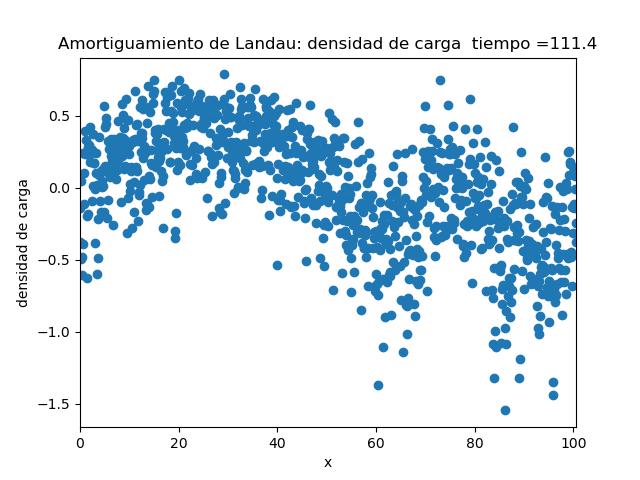 Amortiguamiento de Landau: densidad de carga  tiempo =111.4
densidad de carga
0.5
0.0
−0.5
−1.0
−1.5
0 20 40 60 80 100
x